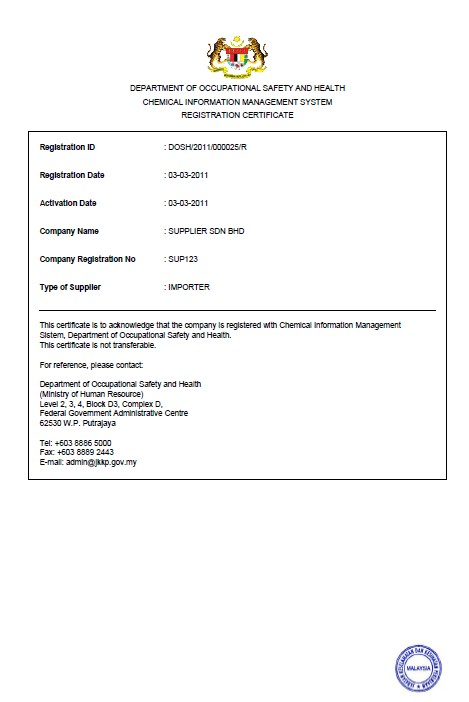 DEPARTMENT OF OCCUPATIONAL SAFETY AND HEALTH
CHEMICAL INFORMATION MANAGEMENT SYSTEM
REGISTRATION CERTIFICATE
Registration ID : DOSH/2011/000025/R
Registration Date : 03-03-2011
Activation Date : 03-03-2011
Company Name : SUPPLIER SDN BHD
Company Registration No : SUP123
Type of Supplier : IMPORTER
This certificate is to acknowledge that the company is registered with Chemical Information Management
Sistem, Department of Occupational Safety and Health.
This certificate is not transferable.
For reference, please contact:
Department of Occupational Safety and Health
(Ministry of Human Resource)
Level 2, 3, 4, Block D3, Complex D,
Federal Government Administrative Centre
62530 W.P. Putrajaya
Tel: +603 8886 5000
Fax: +603 8889 2443
E-mail: admin@jkkp.gov.my
MALAYSIA